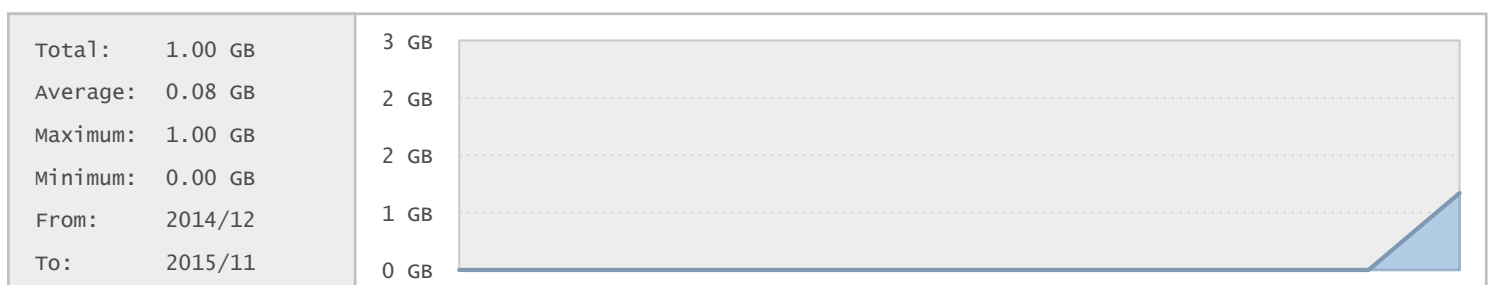 Total: 1.00 GB
Average: 0.08 GB
Maximum: 1.00 GB
Minimum: 0.00 GB
From: 2014/12
To: 2015/11
3 GB
2 GB
2 GB
1 GB
0 GB